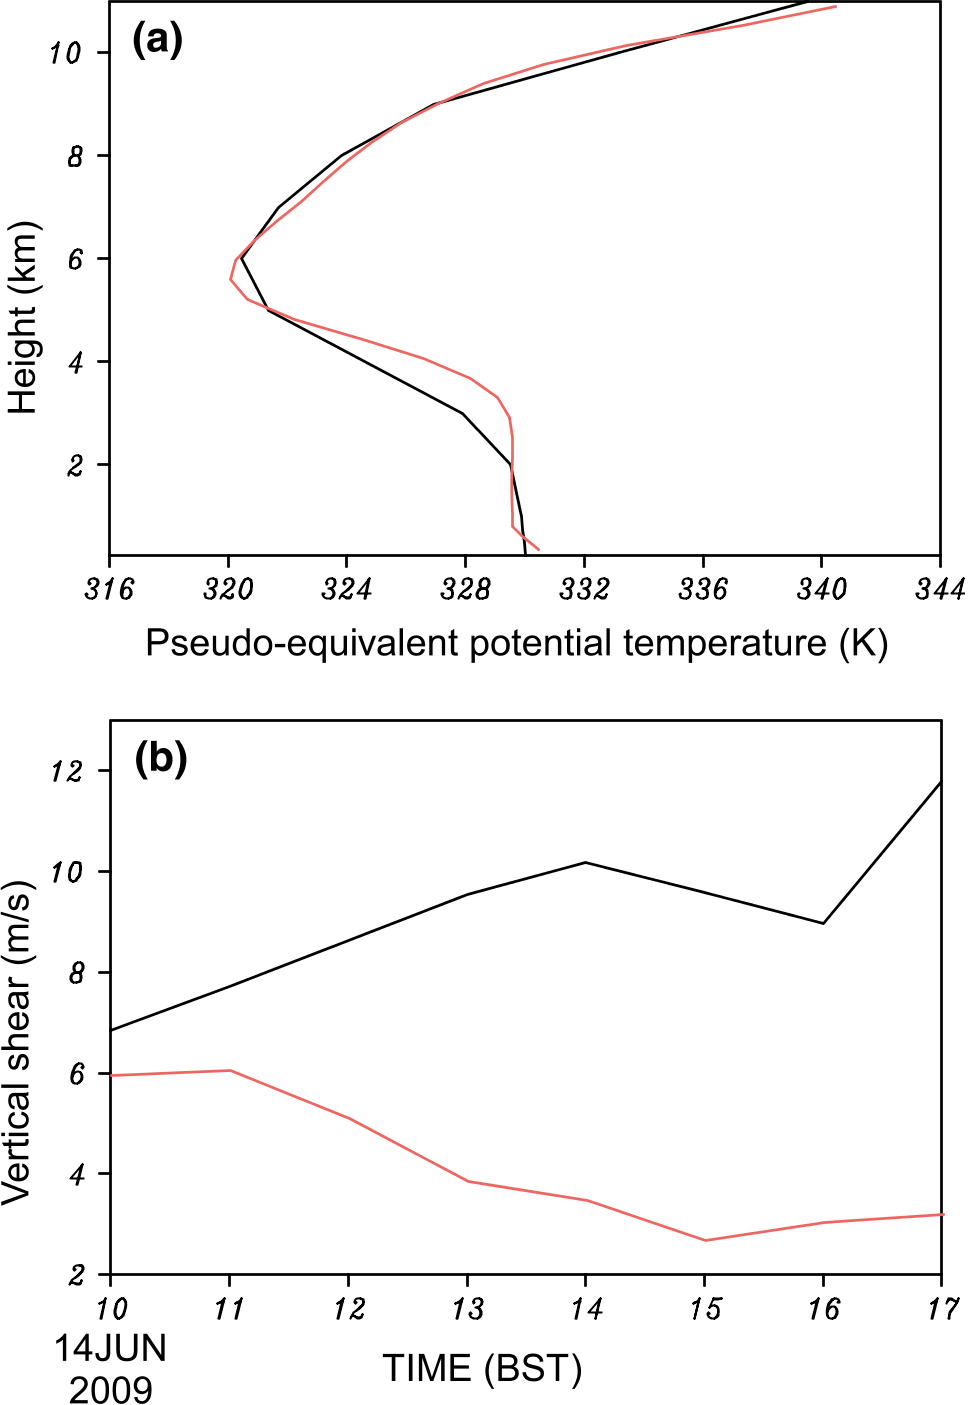 (a)
10
8
6
4
2
Height (km)
316 320 324 328 332 336 340 344
Pseudo-equivalent potential temperature (K)
(b)
12
10
8
6
4
2
Vertical shear (m/s)
10 11 12 13 14 15 16 17
14JUN
2009
TIME (BST)